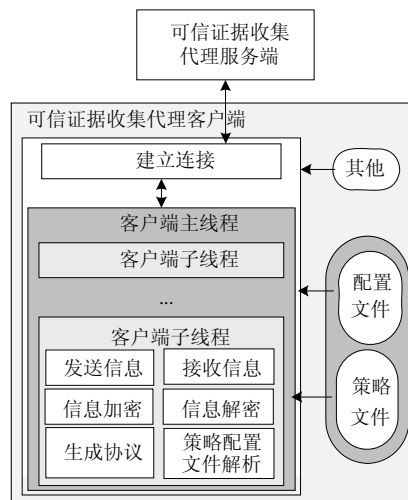 可信证据收集
代理服务端
可信证据收集代理客户端
建立连接
其他
客户端主线程
客户端子线程
...
配置
文件
客户端子线程
发送信息
接收信息
信息加密
信息解密
策略
文件
生成协议
策略配置
文件解析